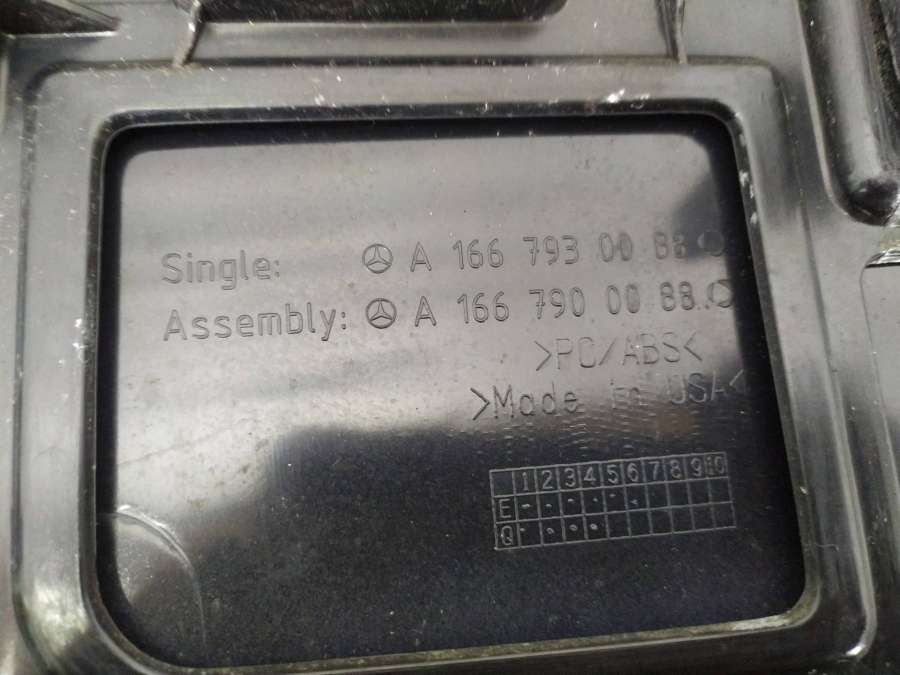 Single: A 166 793 00 88
Assembly: A 166 790 00 88
>PC/ABS<
>Made in USA<
1 2 3 4 5 6 7 8 9 10
E
Q